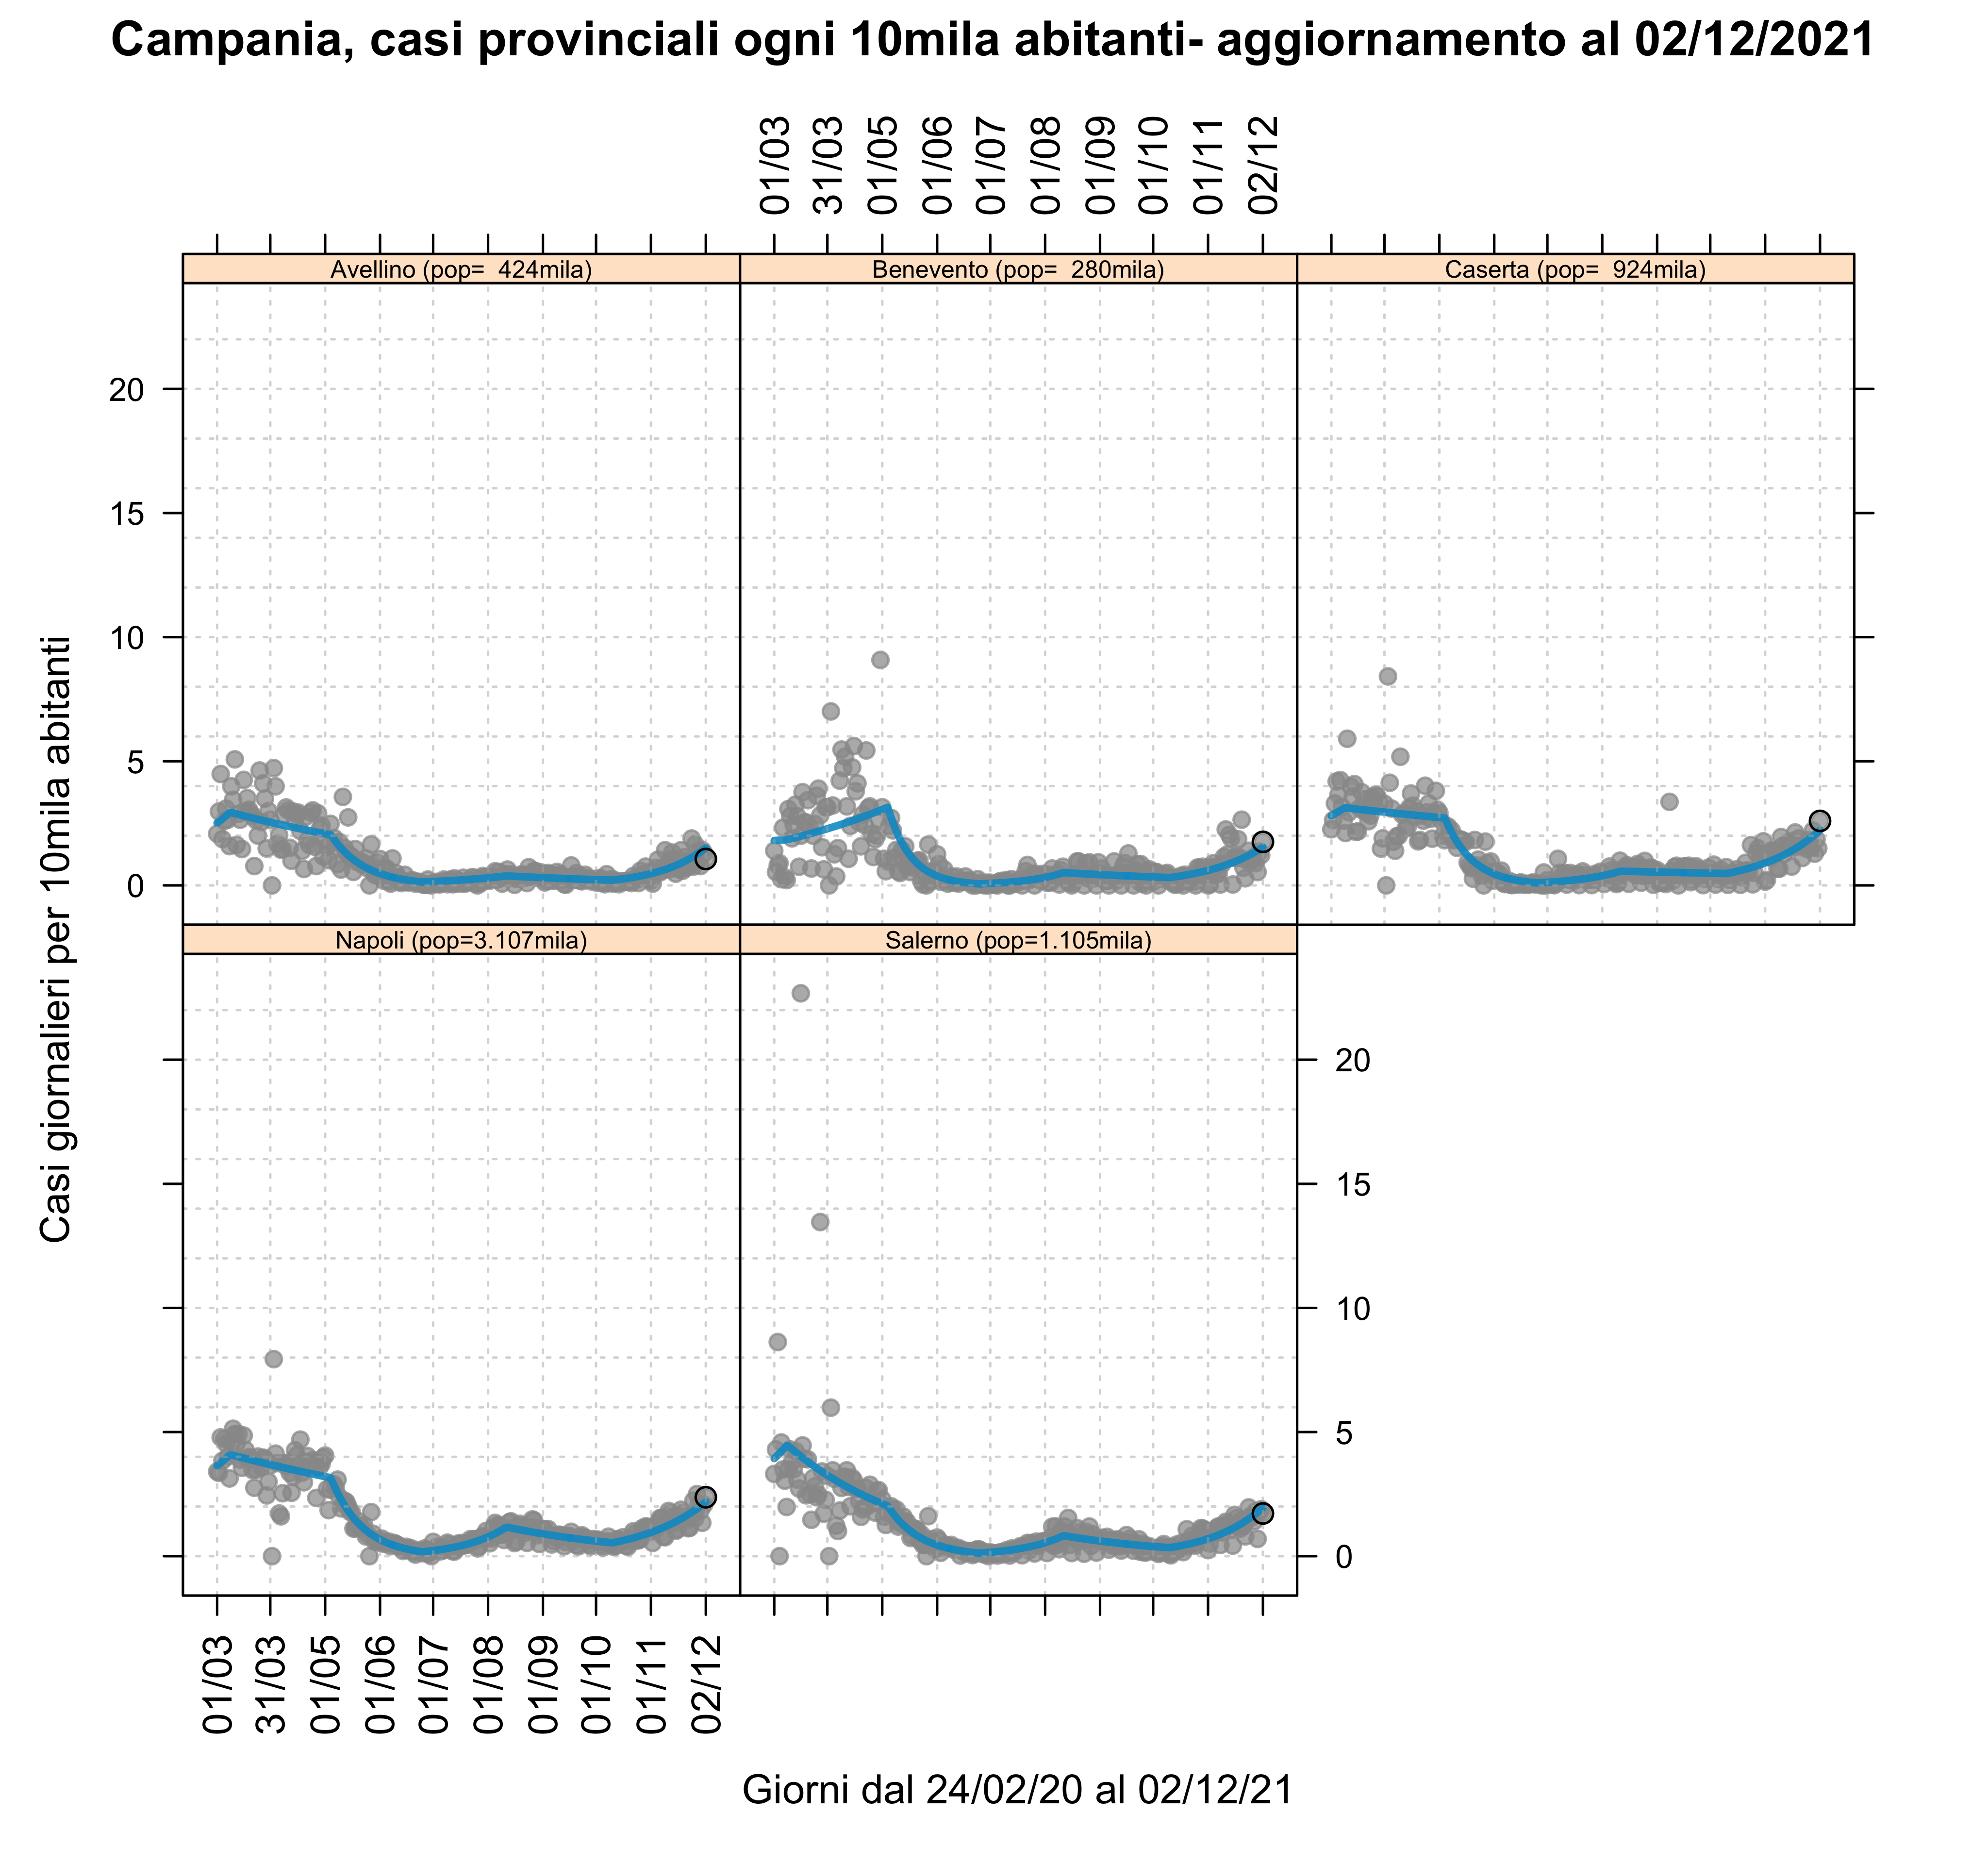 Campania, casi provinciali ogni 10mila abitanti- aggiornamento al 02/12/2021
01/03 31/03 01/05 01/06 01/07 01/08 01/09 01/10 01/11 02/12
Avellino (pop= 424mila)
Benevento (pop= 280mila)
Caserta (pop= 924mila)
20
15
10
5
0
Casi giornalieri per 10mila abitanti
Napoli (pop=3.107mila)
Salerno (pop=1.105mila)
20
15
10
5
0
01/03 31/03 01/05 01/06 01/07 01/08 01/09 01/10 01/11 02/12
Giorni dal 24/02/20 al 02/12/21